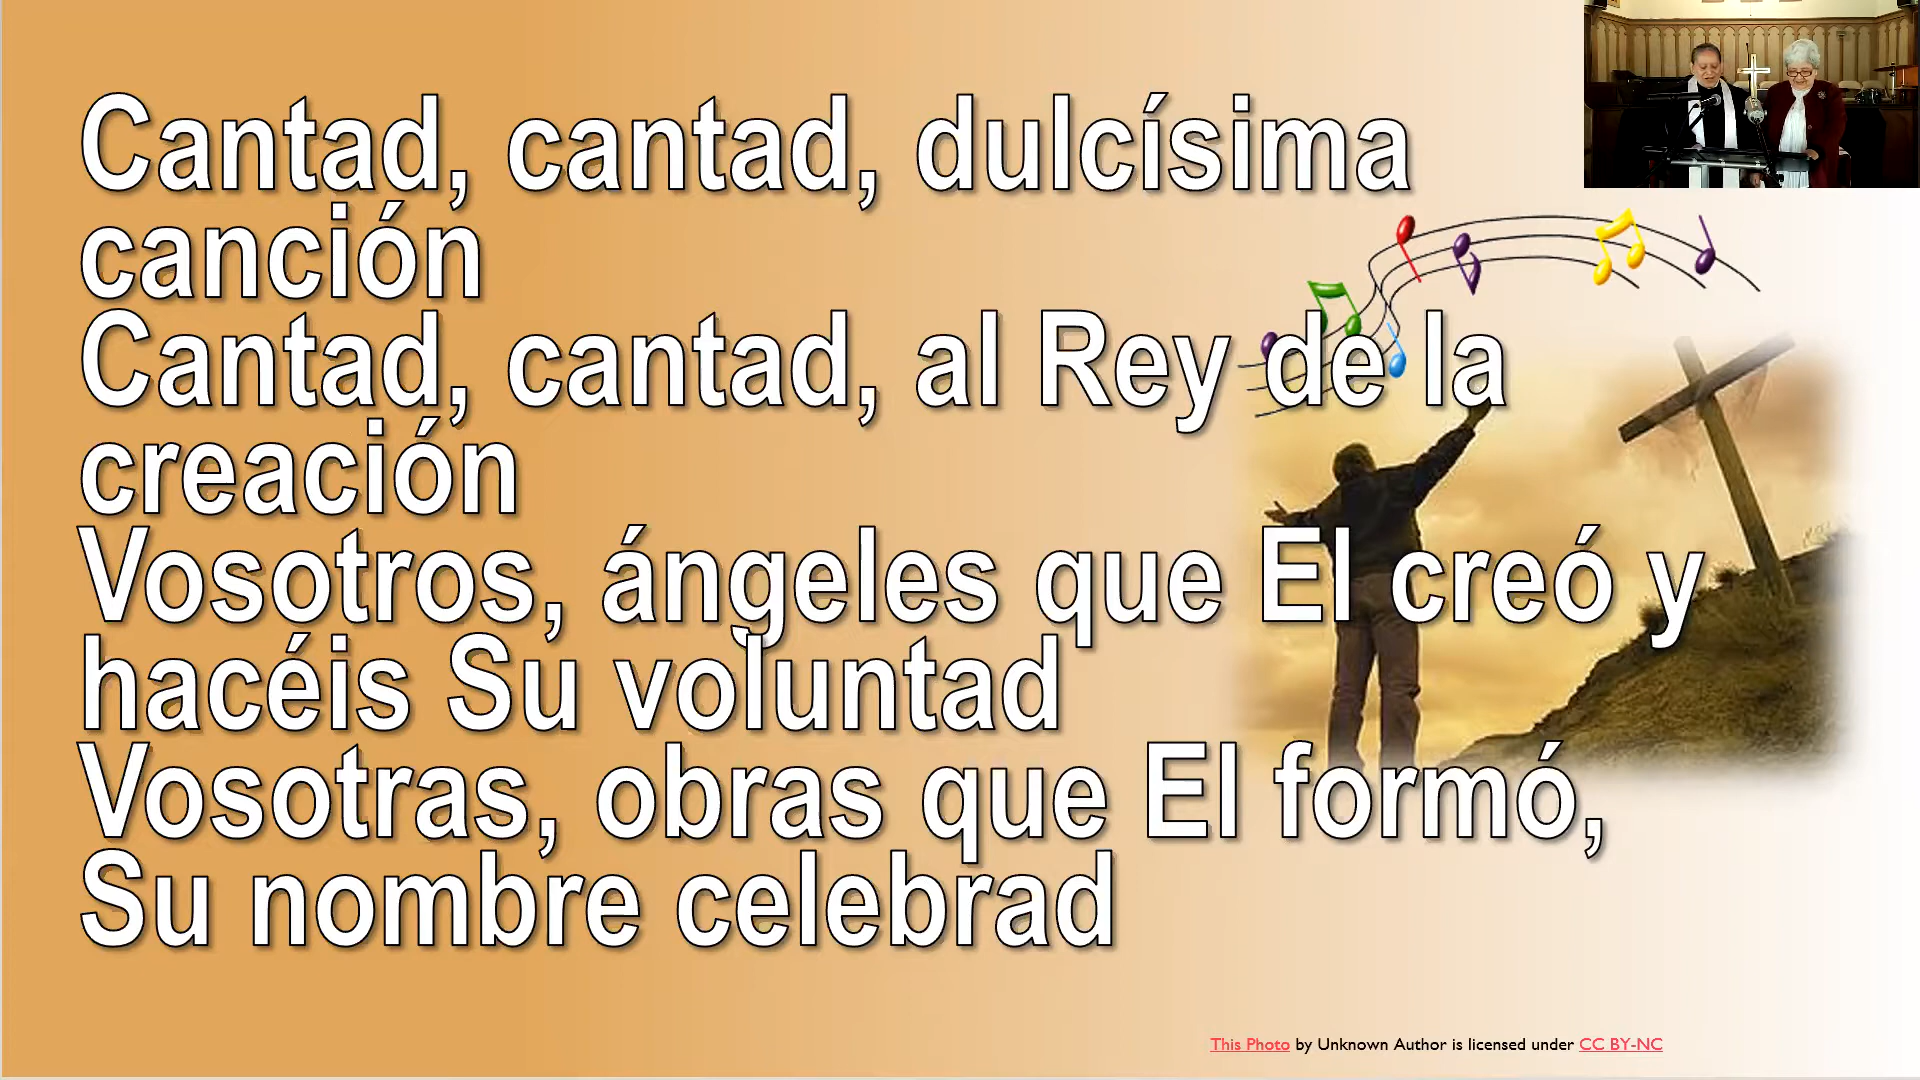 Cantad, cantad, dulcísima
canción
Cantad, cantad, al Rey de la
creación
Vosotros, ángeles que El creó y
hacéis Su voluntad
Vosotras, obras que El formó,
Su nombre celebrad
This Photo by Unknown Author is licensed under CC BY-NC